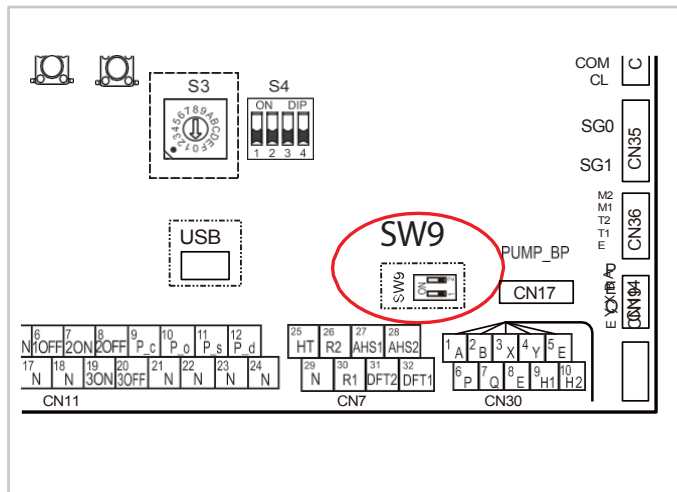 COM
CL
S3
S4
ON DIP
1 2 3 4
3456789ABCDEF012
SG0
SG1
CN35
M2
M1
T2
T1
E
CN36
USB
SW9
SW9
ON
1 2
PUMP_BP
CN17
6 7 8 9 10 11 12
N1OFF 2ON 2OFF P_c P_o P_s P_d
17 18 19 20 21 22 23 24
N N 3ON 3OFF N N N N
CN11
25 26 27 28
HT R2 AHS1 AHS2
29 30 31 32
N R1 DFT2 DFT1
CN7
1 2 3 4 5
A B X Y E
6 7 8 9 10
P Q E H1 H2
CN30